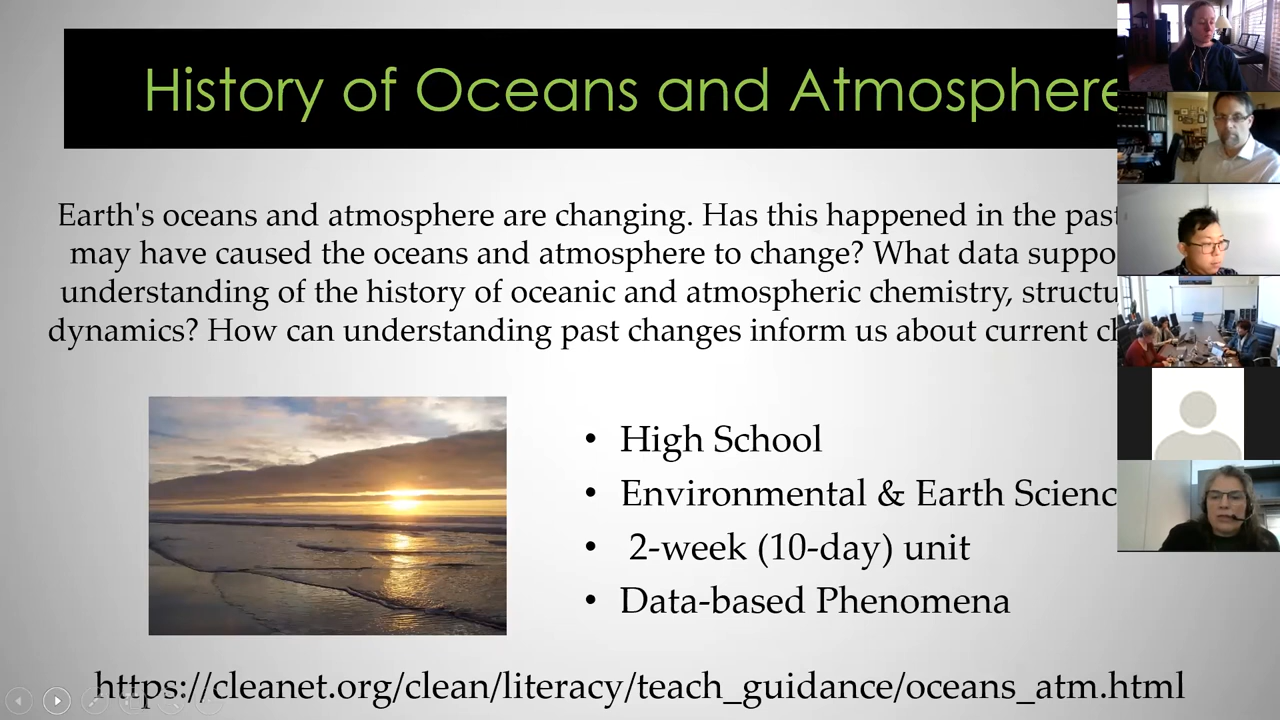 History of Oceans and Atmosphere
Earth's oceans and atmosphere are changing. Has this happened in the past
may have caused the oceans and atmosphere to change? What data suppo
understanding of the history of oceanic and atmospheric chemistry, structu
dynamics? How can understanding past changes inform us about current ch
• High School
• Environmental & Earth Scienc
• 2-week (10-day) unit
• Data-based Phenomena
https://cleanet.org/clean/literacy/teach_guidance/oceans_atm.html